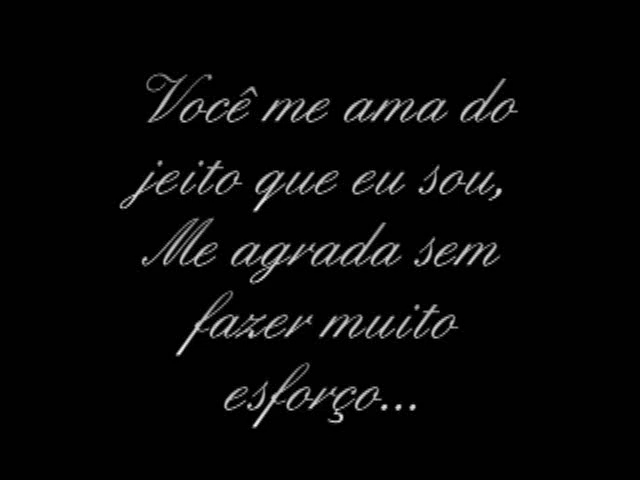 Você me ama do
jeito que eu sou,
Me agrada sem
fazer muito
esforço...